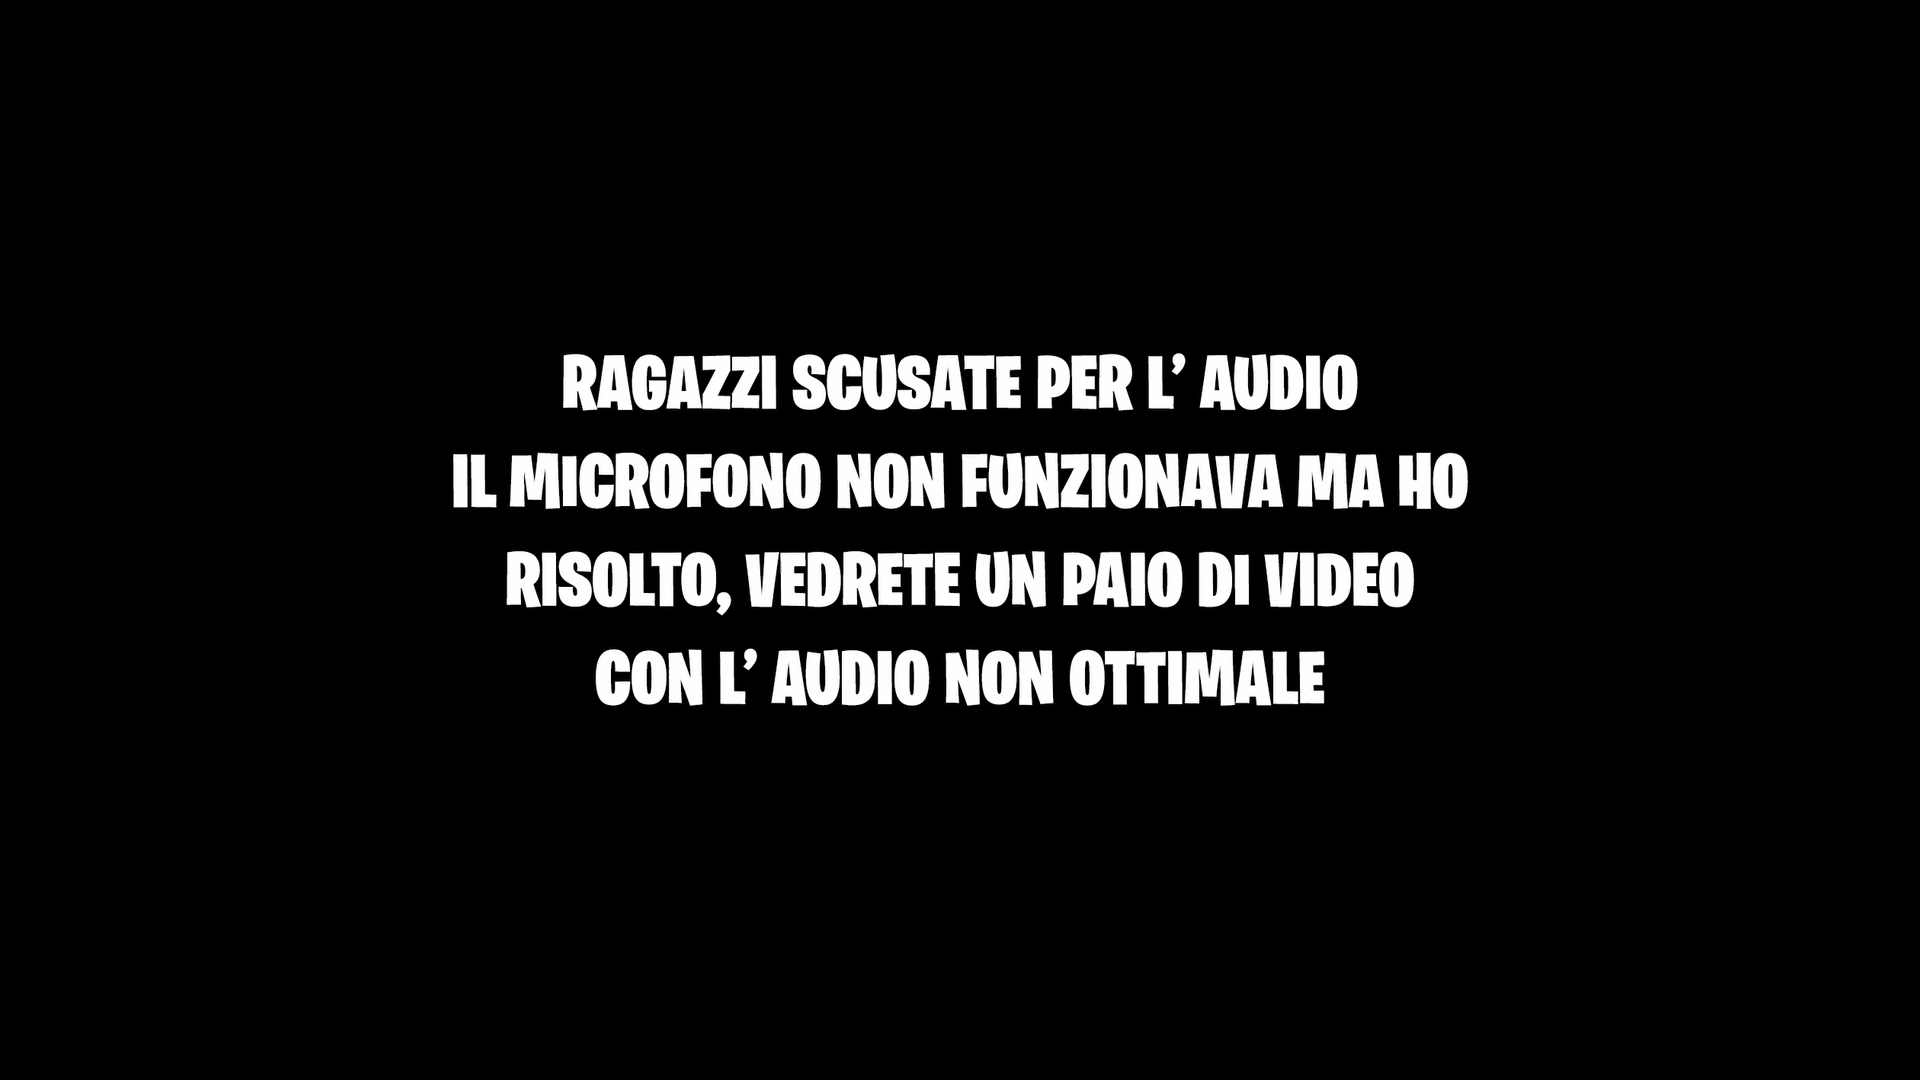 RAGAZZI SCUSATE PER L’ AUDIO
IL MICROFONO NON FUNZIONAVA MA HO
RISOLTO, VEDRETE UN PAIO DI VIDEO
CON L’ AUDIO NON OTTIMALE